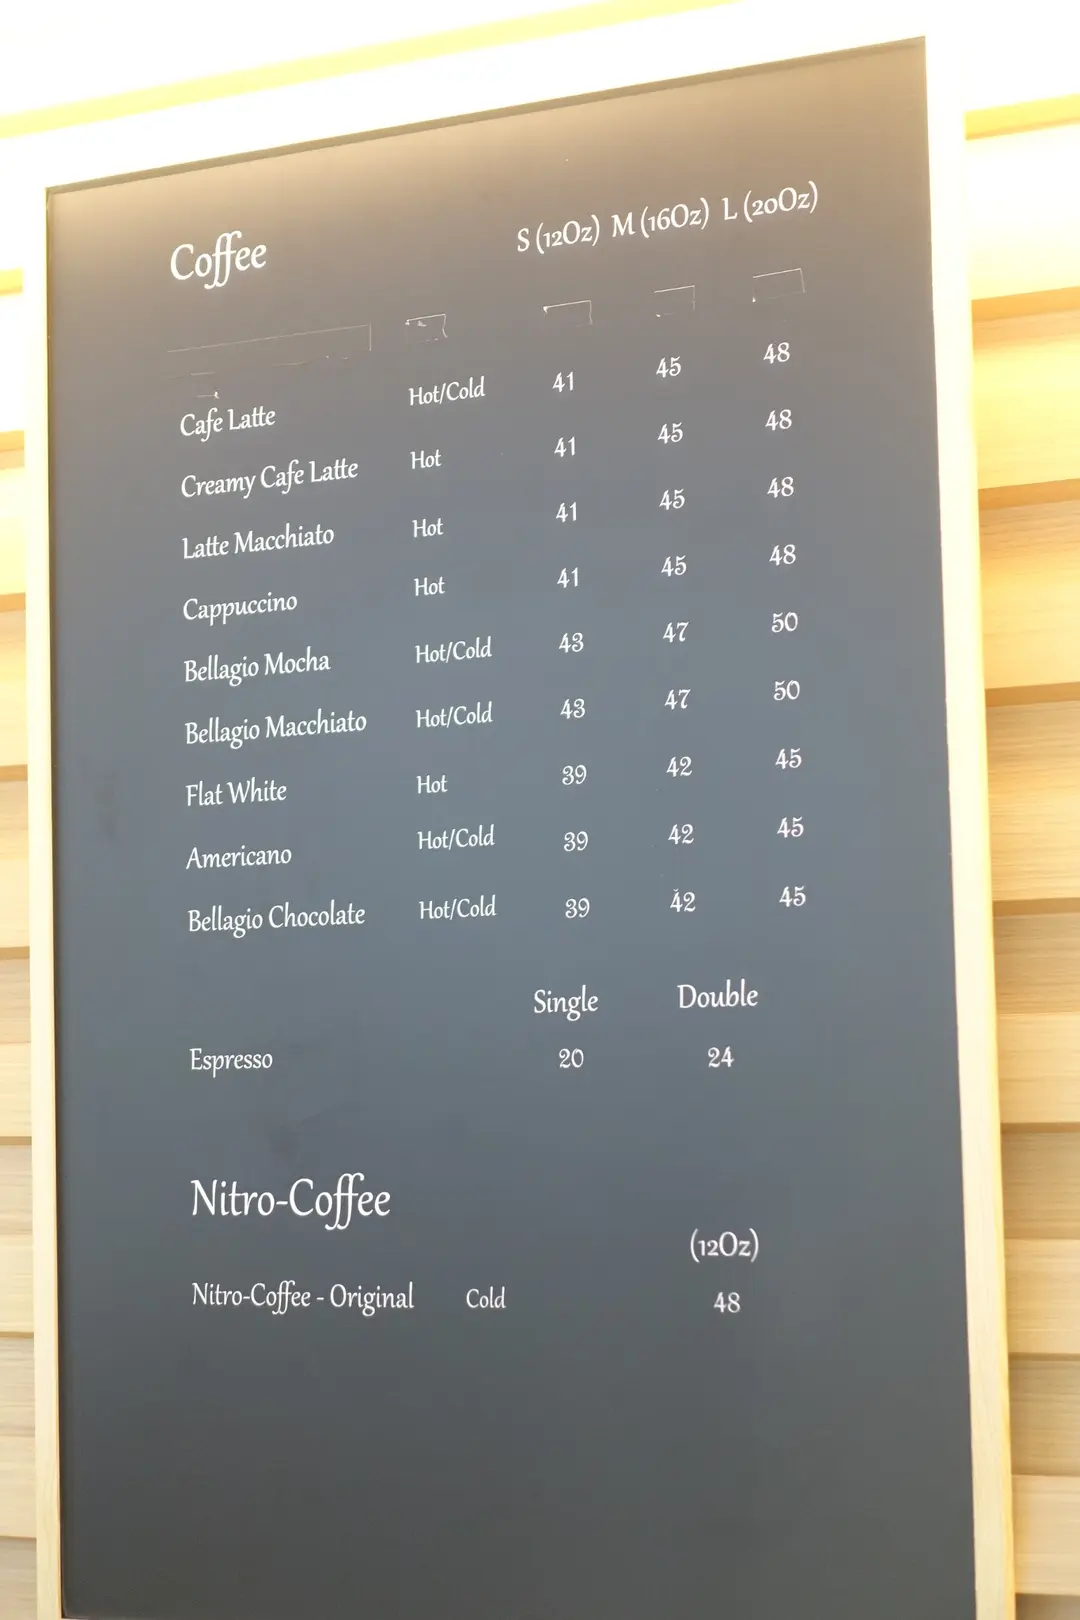 Coffee S (12Oz) M (16Oz) L (20Oz)
Cafe Latte Hot/Cold 41 45 48
Creamy Cafe Latte Hot 41 45 48
Latte Macchiato Hot 41 45 48
Cappuccino Hot 41 45 48
Bellagio Mocha Hot/Cold 43 47 50
Bellagio Macchiato Hot/Cold 43 47 50
Flat White Hot 39 42 45
Americano Hot/Cold 39 42 45
Bellagio Chocolate Hot/Cold 39 42 45
Single Double
Espresso 20 24
Nitro-Coffee
(12Oz)
Nitro-Coffee - Original Cold 48